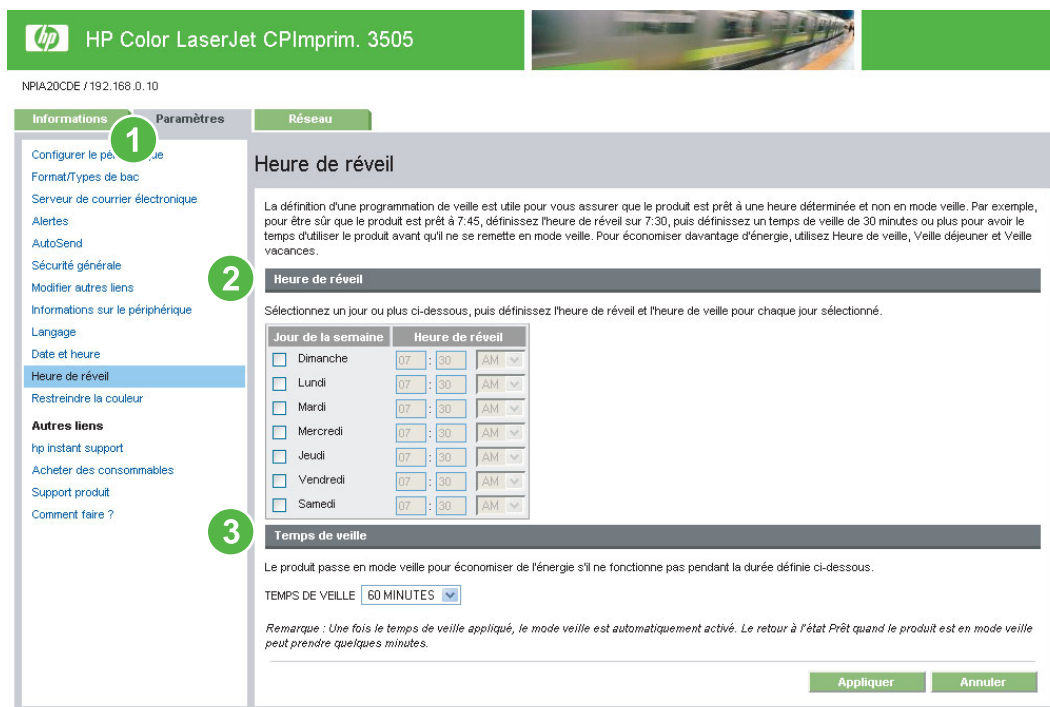 hp HP Color LaserJet CPImprim. 3505
NPIA20CDE / 192.168.0.10
Informations Paramètres Réseau
1
Configurer le pé ue
Format/Types de bac
Serveur de courrier électronique
Alertes
AutoSend
Sécurité générale
Modifier autres liens
Informations sur le périphérique
Langage
Date et heure
Heure de réveil
Restreindre la couleur
Autres liens
hp instant support
Acheter des consommables
Support produit
Comment faire ?
Heure de réveil
La définition d'une programmation de veille est utile pour vous assurer que le produit est prêt à une heure déterminée et non en mode veille. Par exemple,
pour être sûr que le produit est prêt à 7:45, définissez l'heure de réveil sur 7:30, puis définissez un temps de veille de 30 minutes ou plus pour avoir le
temps d'utiliser le produit avant qu'il ne se remette en mode veille. Pour économiser davantage d'énergie, utilisez Heure de veille, Veille déjeuner et Veille
vacances.
2 Heure de réveil
Sélectionnez un jour ou plus ci-dessous, puis définissez l'heure de réveil et l'heure de veille pour chaque jour sélectionné.
Jour de la semaine Heure de réveil
Dimanche 07 : 30 AM
Lundi 07 : 30 AM
Mardi 07 : 30 AM
Mercredi 07 : 30 AM
Jeudi 07 : 30 AM
Vendredi 07 : 30 AM
Samedi 07 : 30 AM
3 Temps de veille
Le produit passe en mode veille pour économiser de l'énergie s'il ne fonctionne pas pendant la durée définie ci-dessous.
TEMPS DE VEILLE 60 MINUTES
Remarque : Une fois le temps de veille appliqué, le mode veille est automatiquement activé. Le retour à l'état Prêt quand le produit est en mode veille
peut prendre quelques minutes.
Appliquer Annuler